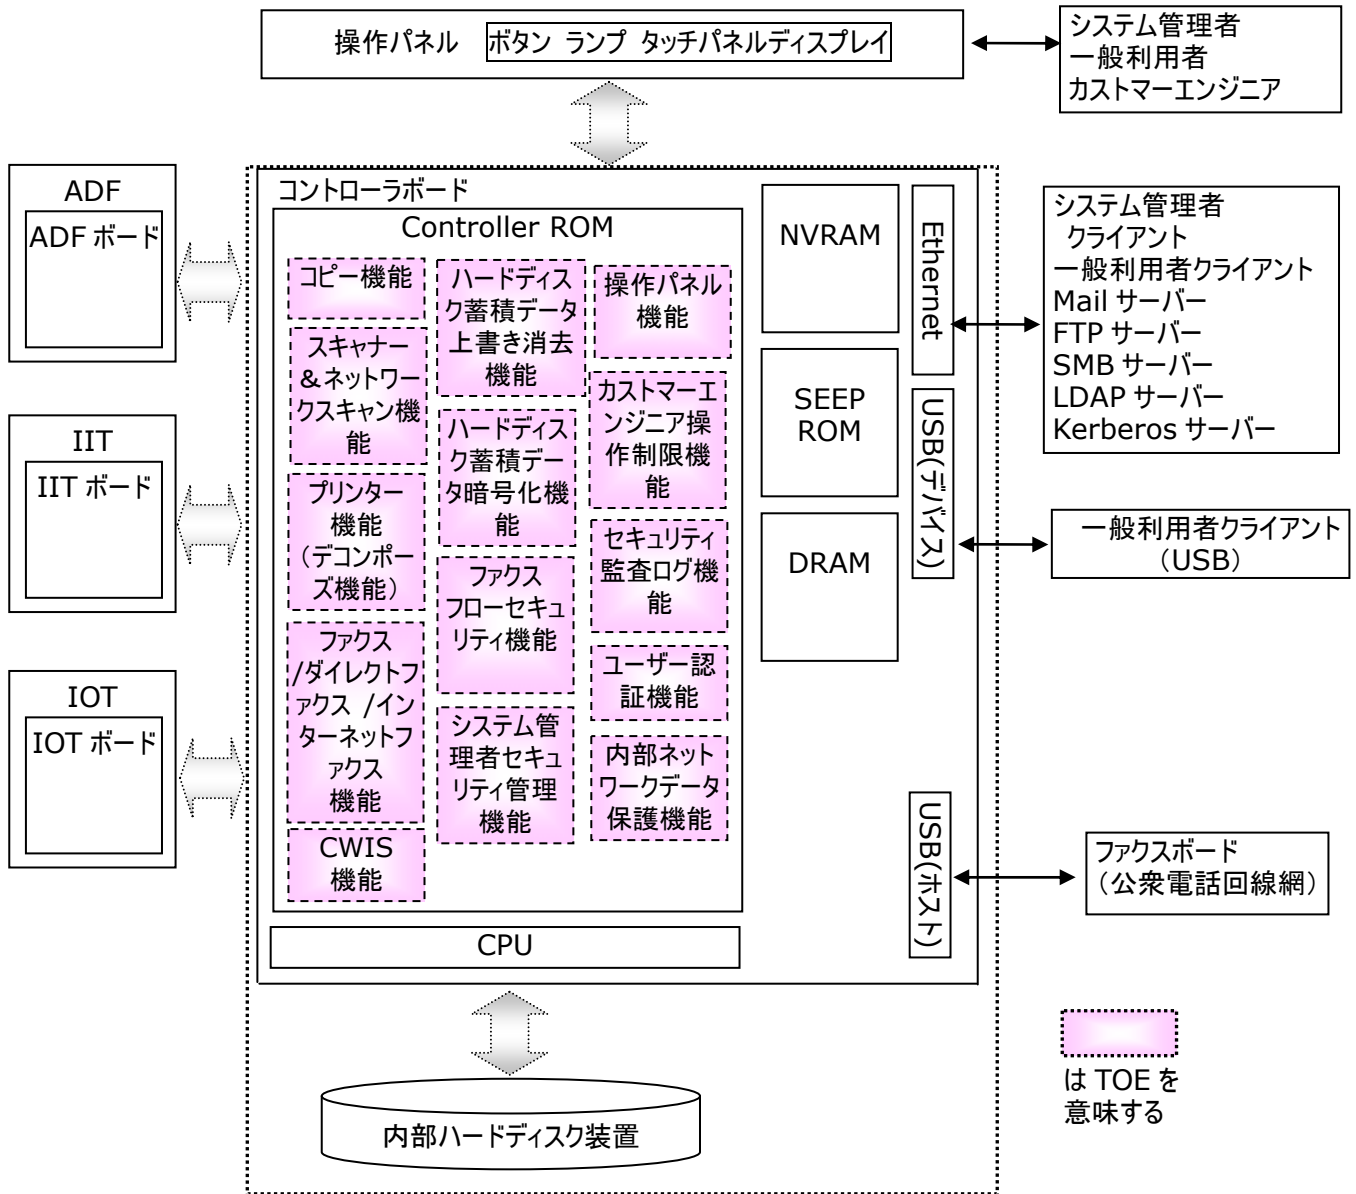 操作パネル ボタン ランプ タッチパネルディスプレイ
システム管理者
一般利用者
カストマーエンジニア
ADF
ADF ボード
IIT
IIT ボード
IOT
IOT ボード
コントローラボード
Controller ROM
コピー機能
スキャナー
&ネットワー
クスキャン機
能
プリンター
機能
(デコンポー
ズ機能)
ファクス
/ダイレクトフ
ァクス /イン
ターネットフ
ァクス
機能
CWIS
機能
ハードディス
ク蓄積データ
上書き消去
機能
ハードディス
ク蓄積デー
タ暗号化機
能
ファクス
フローセキュ
リティ機能
システム管
理者セキュ
リティ管理
機能
操作パネル
機能
カストマーエ
ンジニア操
作制限機
能
セキュリティ
監査ログ機
能
ユーザー認
証機能
内部ネット
ワークデータ
保護機能
CPU
NVRAM
SEEP
ROM
DRAM
Ethernet
USB(デバイス)
USB(ホスト)
システム管理者
クライアント
一般利用者クライアント
Mail サーバー
FTP サーバー
SMB サーバー
LDAP サーバー
Kerberos サーバー
一般利用者クライアント
(USB)
ファクスボード
(公衆電話回線網)
内部ハードディスク装置
は TOE を
意味する